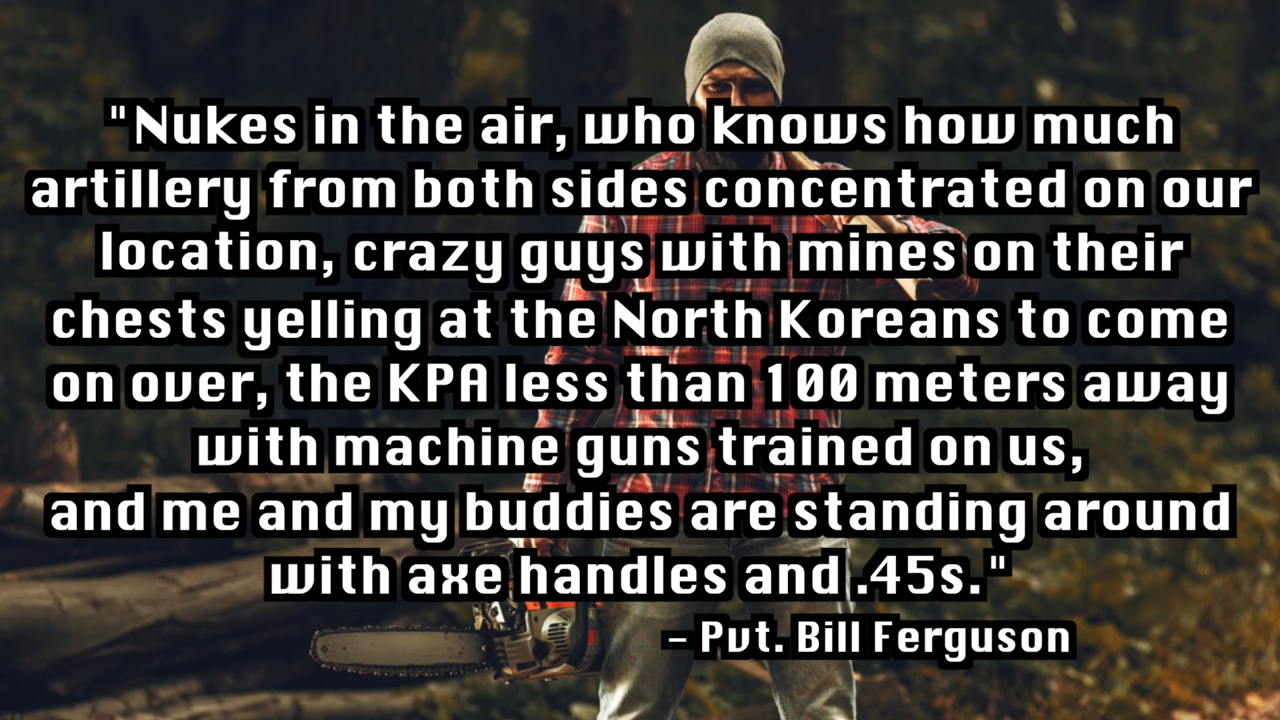 "Nukes in the air, who knows how much
artillery from both sides concentrated on our
location, crazy guys with mines on their
chests yelling at the North Koreans to come
on over, the KPA less than 100 meters away
with machine guns trained on us,
and me and my buddies are standing around
with axe handles and .45s."
- Pvt. Bill Ferguson